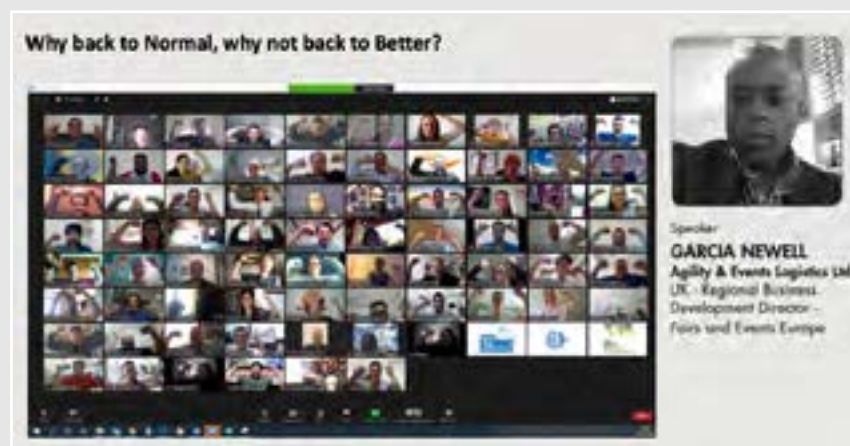 Why back to Normal, why not back to Better?
Speaker
GARCIA NEWELL
Agility & Events Logistics Ltd
UK - Regional Business
Development Director -
Fairs and Events Europe